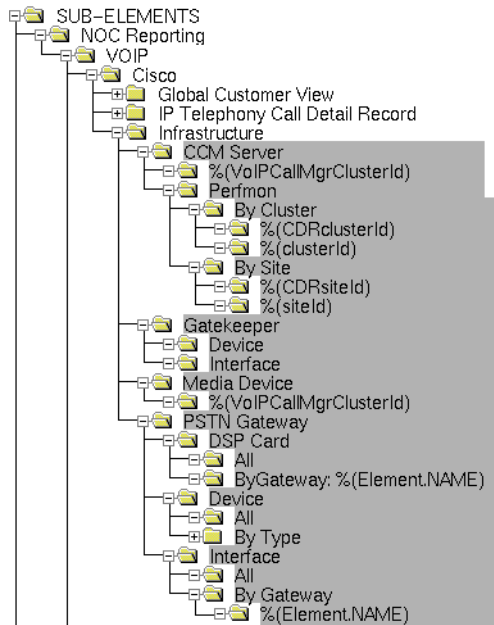 SUB-ELEMENTS
NOC Reporting
VOIP
Cisco
Global Customer View
IP Telephony Call Detail Record
Infrastructure
CCM Server
%(VoIPCallMgrClusterId)
Perfmon
By Cluster
%(CDRclusterId)
%(clusterId)
By Site
%(CDRsiteId)
%(siteId)
Gatekeeper
Device
Interface
Media Device
%(VoIPCallMgrClusterId)
PSTN Gateway
DSP Card
All
ByGateway: %(Element.NAME)
Device
All
By Type
Interface
All
By Gateway
%(Element.NAME)